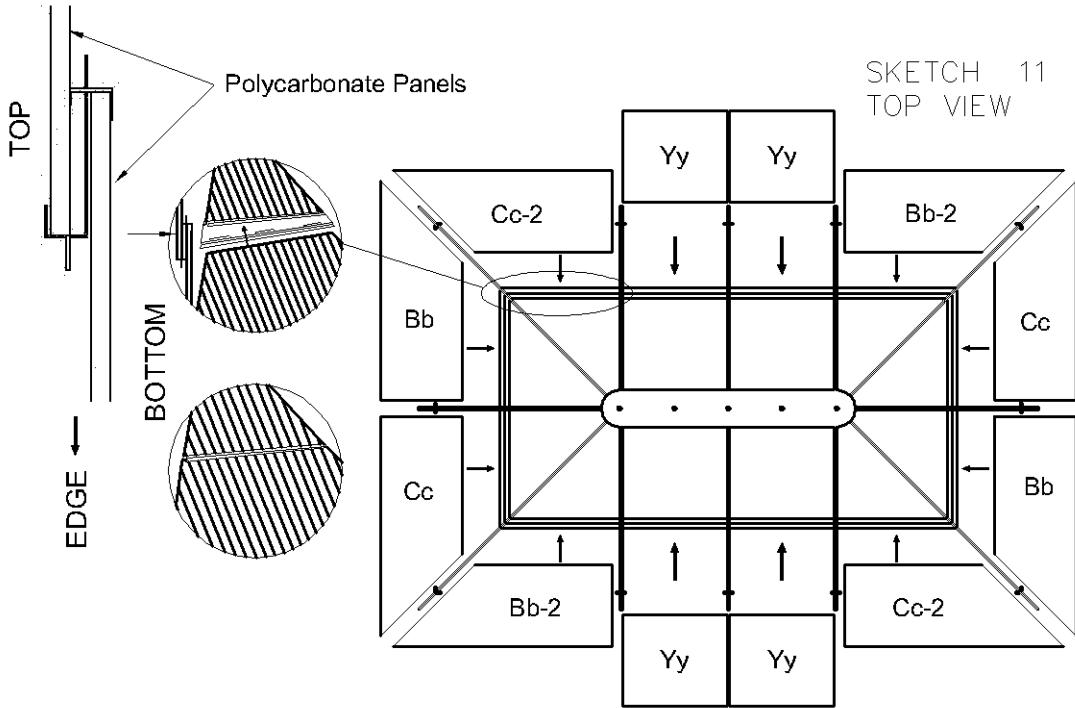 Polycarbonate Panels
TOP
BOTTOM
EDGE
SKETCH 11
TOP VIEW
Yy
Yy
Cc-2
Bb-2
Bb
Cc
Cc
Bb
Bb-2
Cc-2
Yy
Yy